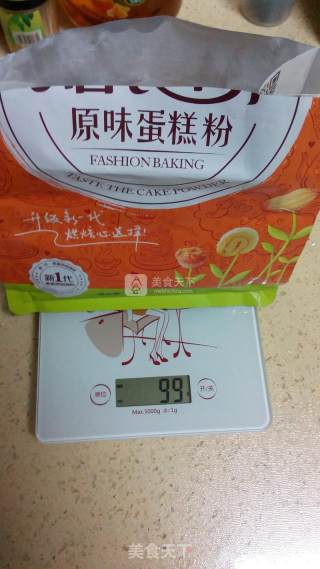 原味蛋糕粉
FASHION BAKING
TASTE THE CAKE POWDER
升级新一代
烘焙心选择!
新1代
美食天下
99
单位
开/关
Max.5000g d=1g
美食天下